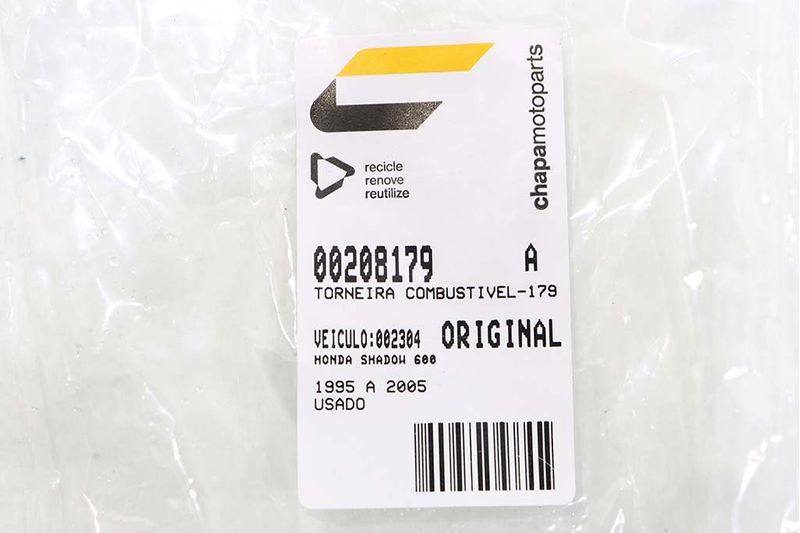 chapamotoparts
recicle
renove
reutilize
00208179 A
TORNEIRA COMBUSTIVEL-179
VEICULO:002304 ORIGINAL
HONDA SHADOW 600
1995 A 2005
USADO